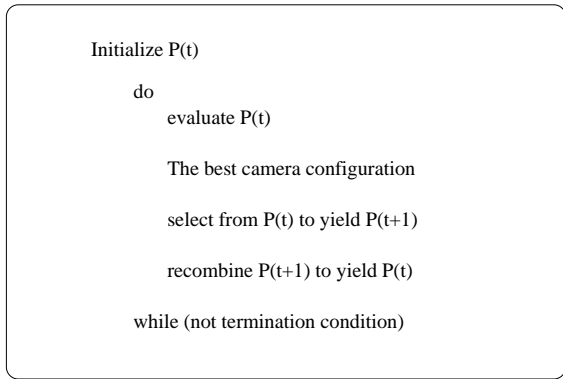 Initialize P(t)
do
evaluate P(t)
The best camera configuration
select from P(t) to yield P(t+1)
recombine P(t+1) to yield P(t)
while (not termination condition)